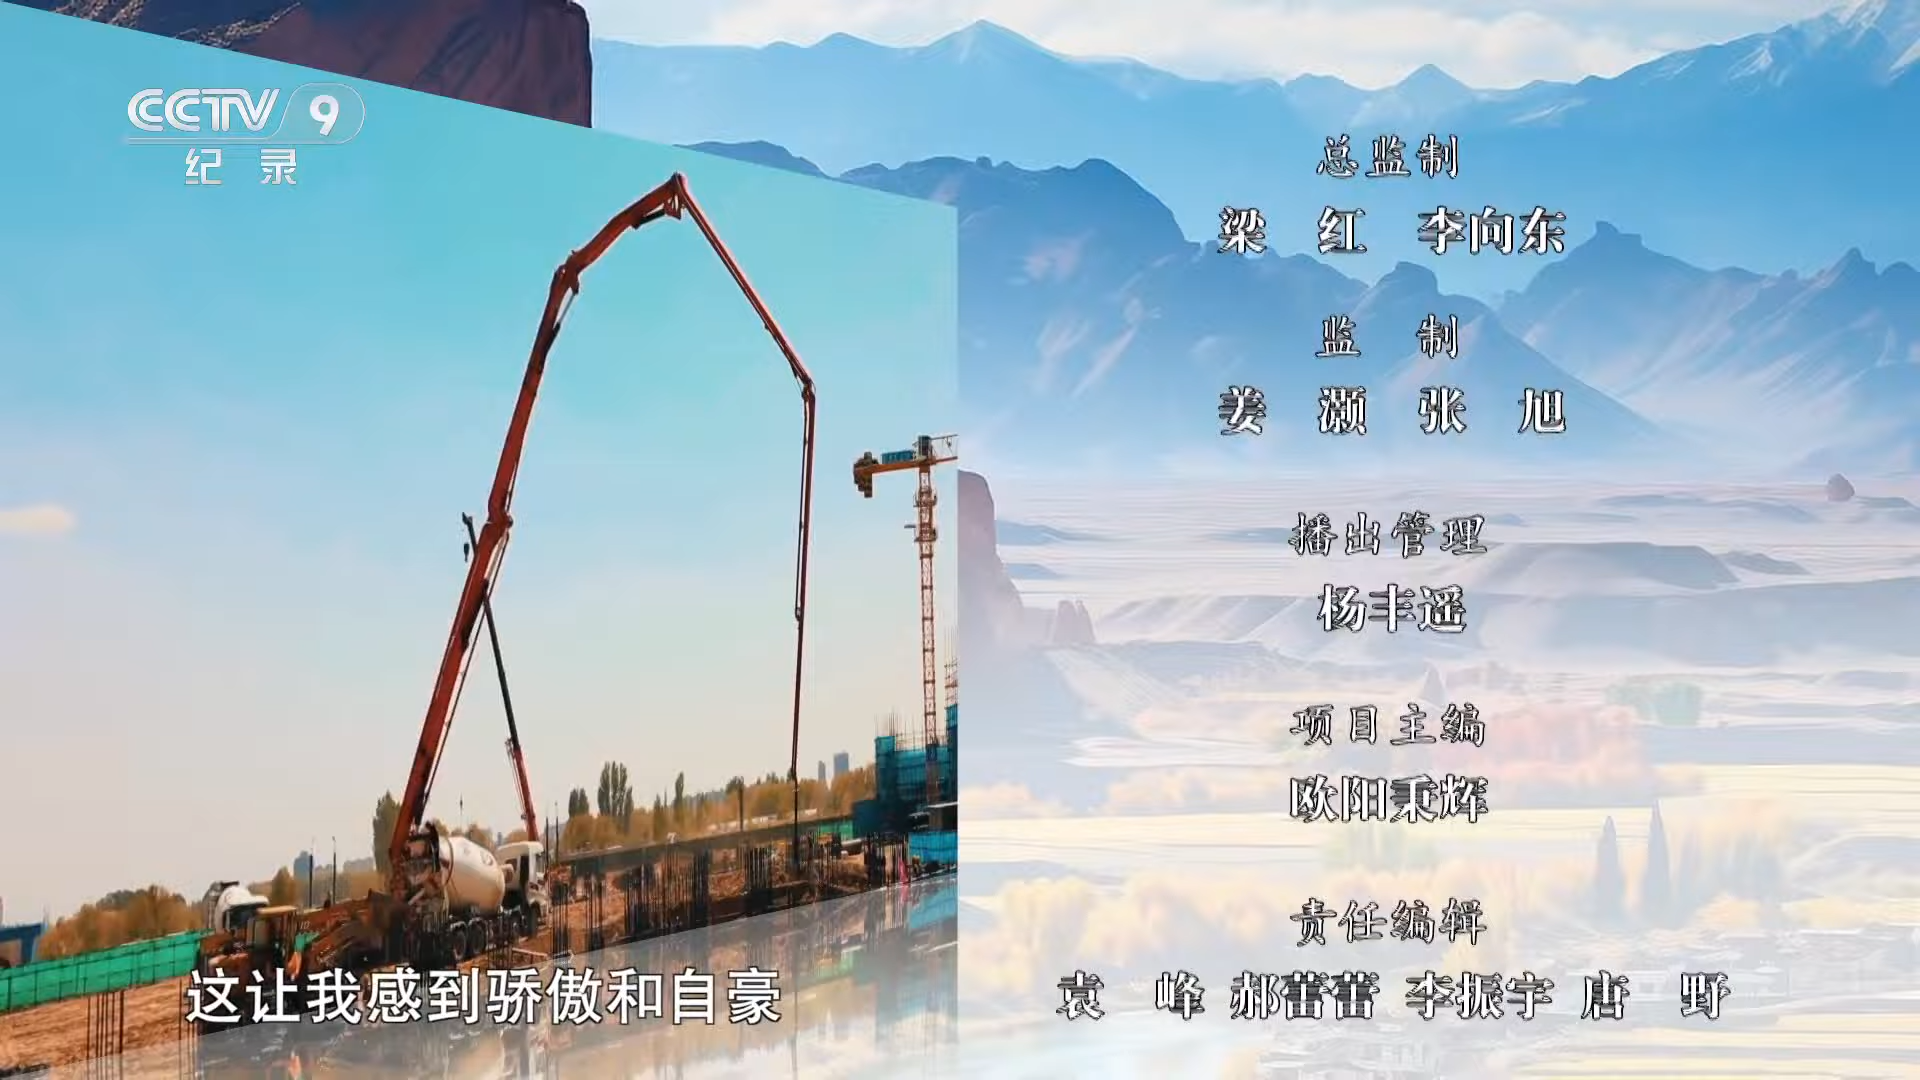 CCTV 9
纪 录
总监制
梁 红 李向东
监 制
姜 灏 张 旭
播出管理
杨丰遥
项目主编
欧阳秉辉
责任编辑
袁 峰 郝蕾蕾 李振宇 唐 野
这让我感到骄傲和自豪